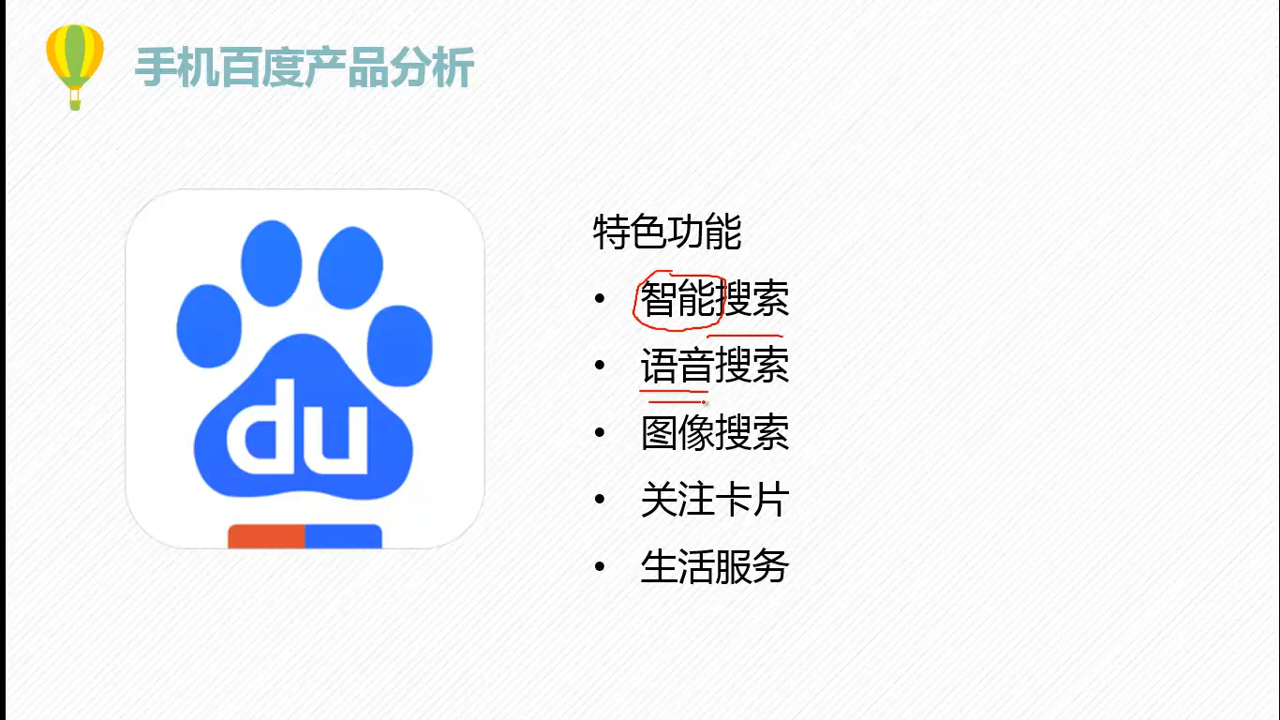 手机百度产品分析
du
特色功能
• 智能搜索
• 语音搜索
• 图像搜索
• 关注卡片
• 生活服务